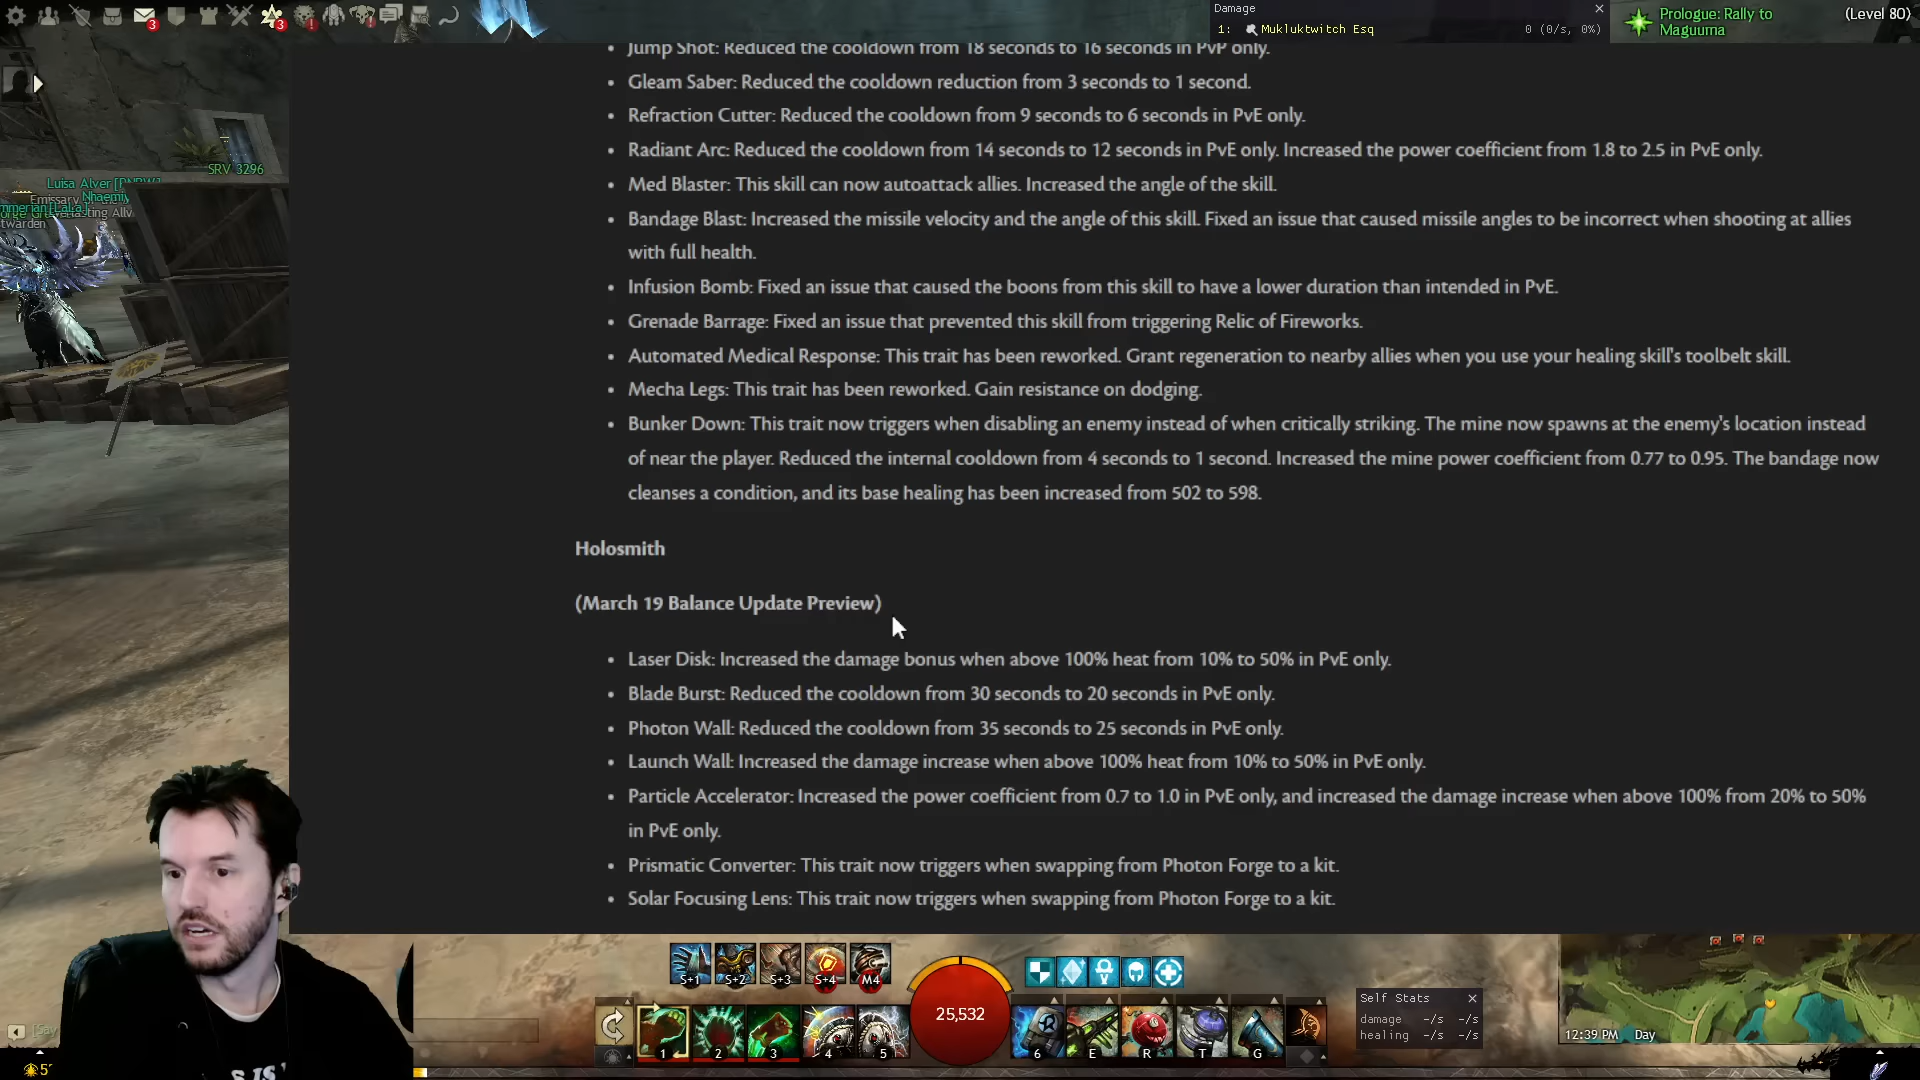 Damage
1: Mukluktwitch Esq 0 (0/s, 0%)
Prologue: Rally to
Maguuma
(Level 80)
3
3
SRV 3296
Luisa Alver
Emissary
twarden
Jump Shot: Reduced the cooldown from 18 seconds to 16 seconds in PvP only.
Gleam Saber: Reduced the cooldown reduction from 3 seconds to 1 second.
Refraction Cutter: Reduced the cooldown from 9 seconds to 6 seconds in PvE only.
Radiant Arc: Reduced the cooldown from 14 seconds to 12 seconds in PvE only. Increased the power coefficient from 1.8 to 2.5 in PvE only.
Med Blaster: This skill can now autoattack allies. Increased the angle of the skill.
Bandage Blast: Increased the missile velocity and the angle of this skill. Fixed an issue that caused missile angles to be incorrect when shooting at allies
with full health.
Infusion Bomb: Fixed an issue that caused the boons from this skill to have a lower duration than intended in PvE.
Grenade Barrage: Fixed an issue that prevented this skill from triggering Relic of Fireworks.
Automated Medical Response: This trait has been reworked. Grant regeneration to nearby allies when you use your healing skill's toolbelt skill.
Mecha Legs: This trait has been reworked. Gain resistance on dodging.
Bunker Down: This trait now triggers when disabling an enemy instead of when critically striking. The mine now spawns at the enemy's location instead
of near the player. Reduced the internal cooldown from 4 seconds to 1 second. Increased the mine power coefficient from 0.77 to 0.95. The bandage now
cleanses a condition, and its base healing has been increased from 502 to 598.
Holosmith
(March 19 Balance Update Preview)
Laser Disk: Increased the damage bonus when above 100% heat from 10% to 50% in PvE only.
Blade Burst: Reduced the cooldown from 30 seconds to 20 seconds in PvE only.
Photon Wall: Reduced the cooldown from 35 seconds to 25 seconds in PvE only.
Launch Wall: Increased the damage increase when above 100% heat from 10% to 50% in PvE only.
Particle Accelerator: Increased the power coefficient from 0.7 to 1.0 in PvE only, and increased the damage increase when above 100% from 20% to 50%
in PvE only.
Prismatic Converter: This trait now triggers when swapping from Photon Forge to a kit.
Solar Focusing Lens: This trait now triggers when swapping from Photon Forge to a kit.
S+1 S+2 S+3 S+4 M4
1 2 3 4 5
25,532
6 E R T G
Self Stats
damage -/s -/s
healing -/s -/s
12:39 PM Day